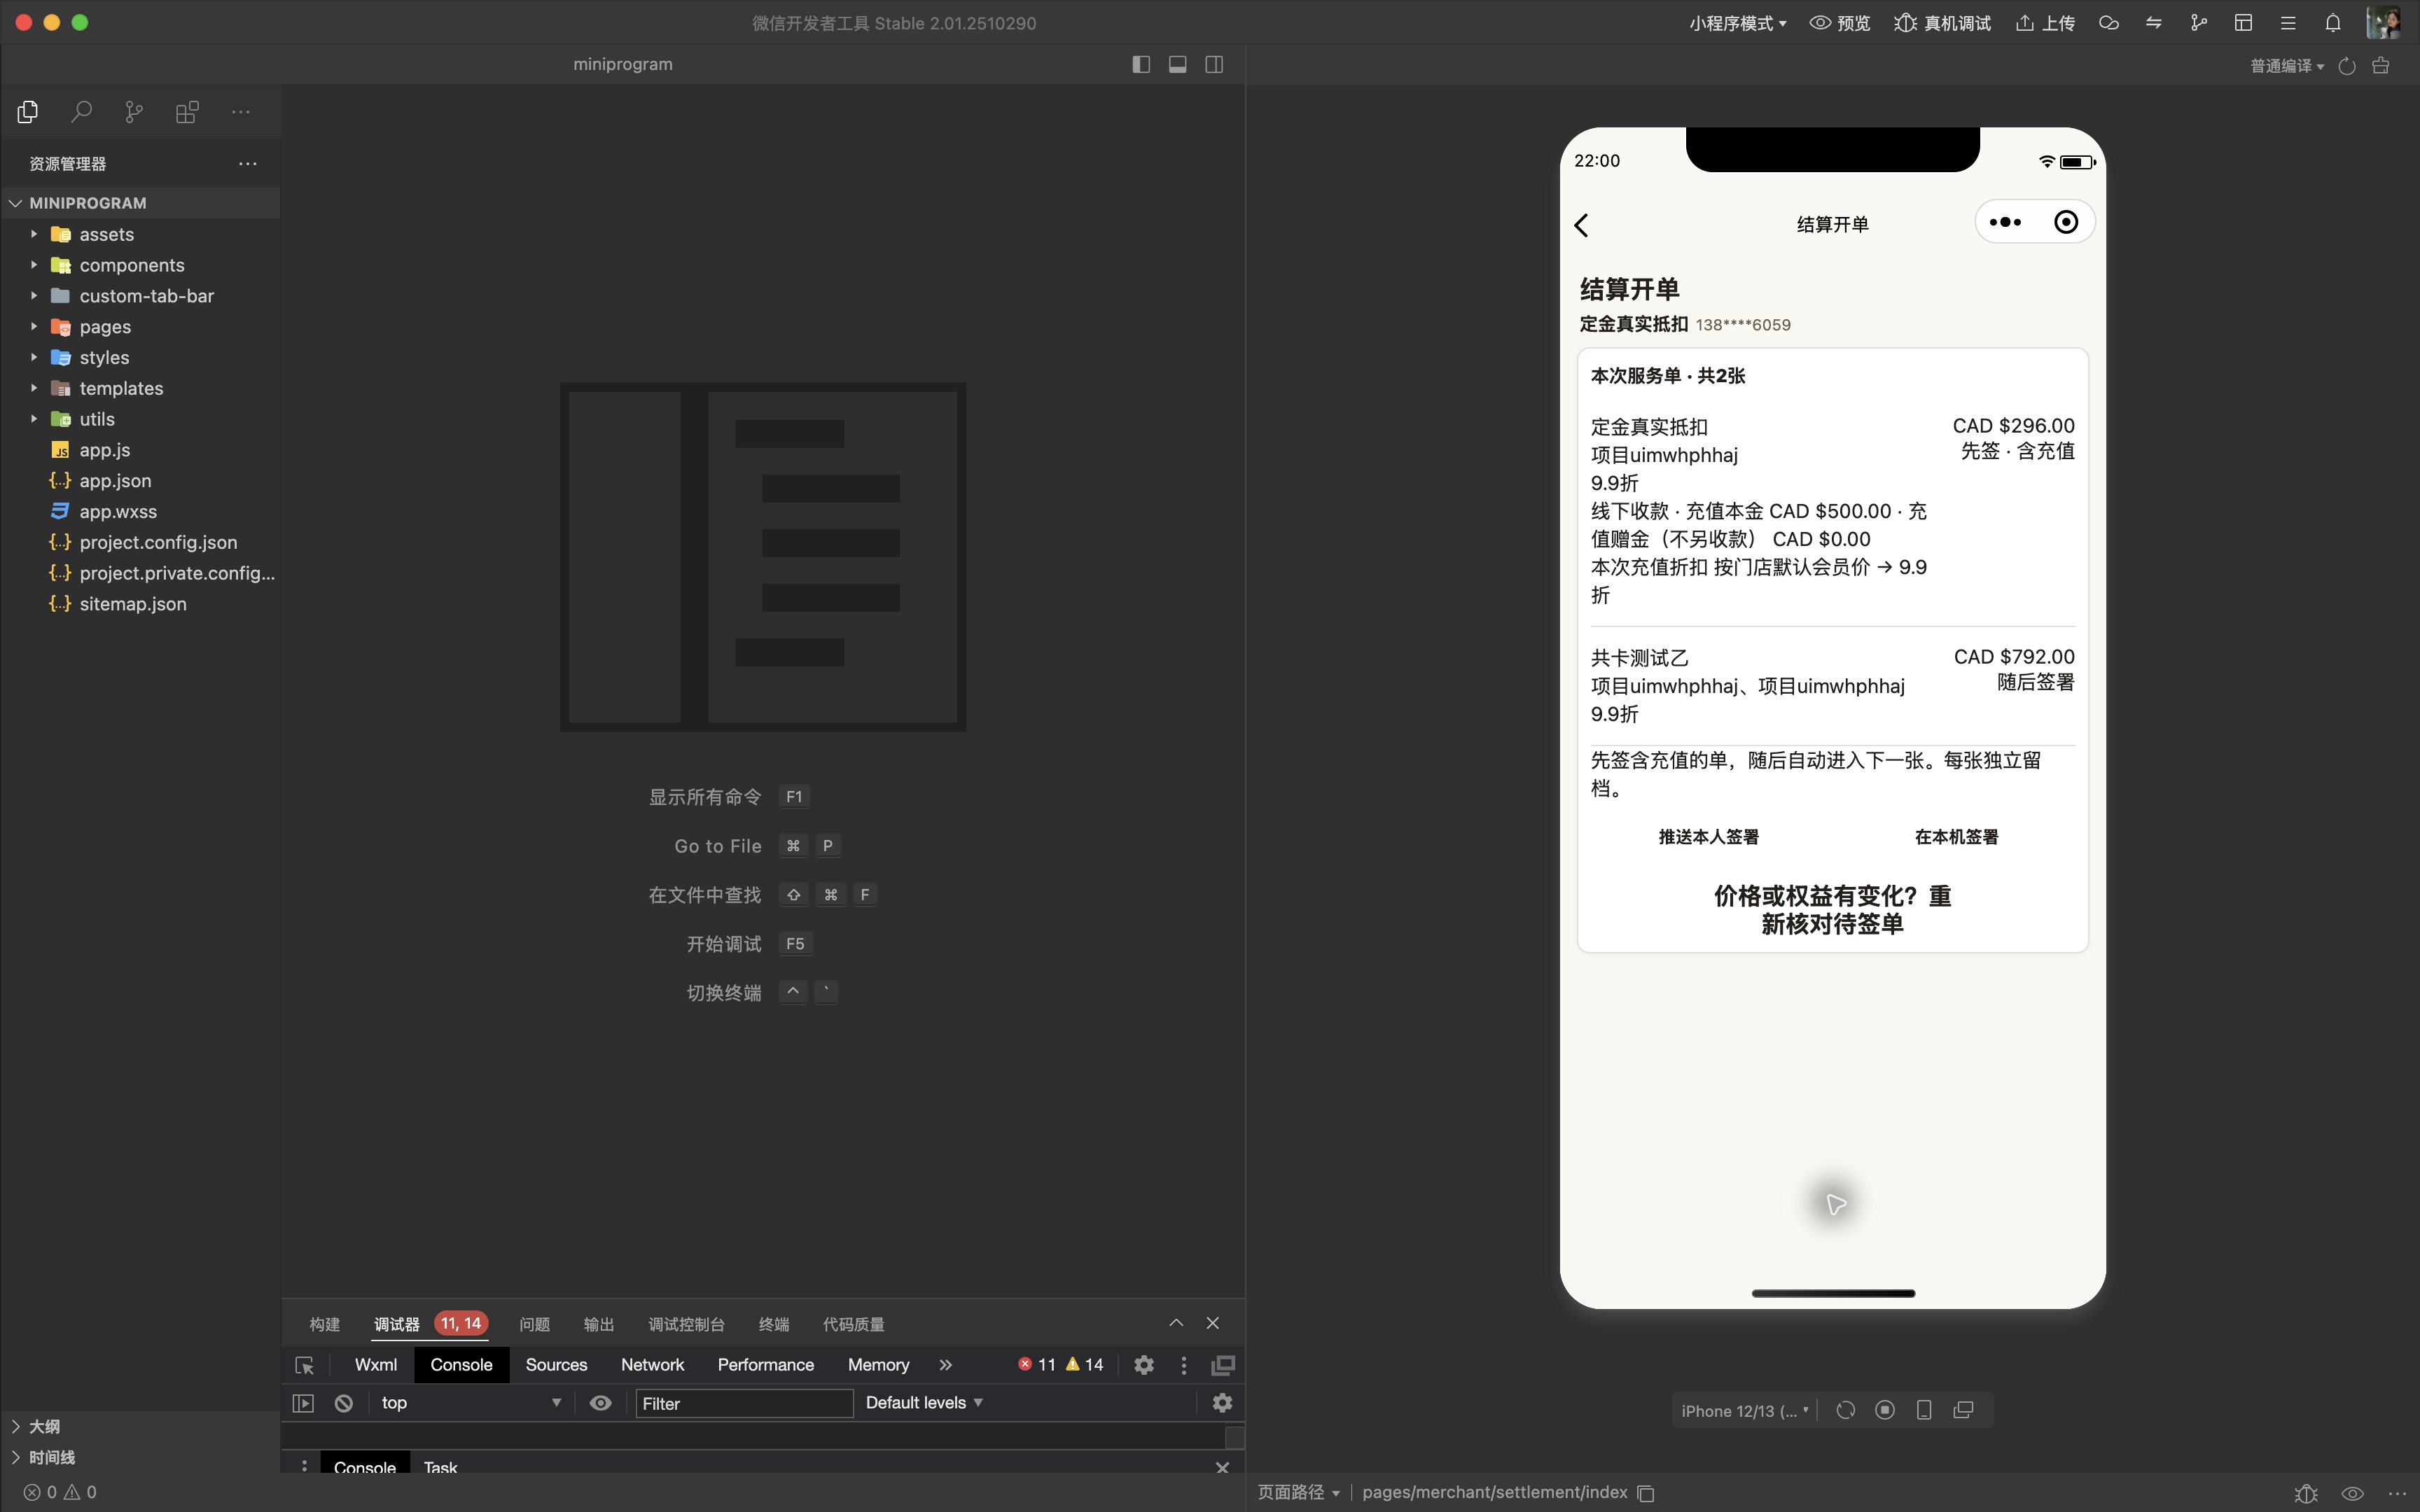 微信开发者工具 Stable 2.01.2510290
小程序模式
预览
真机调试
上传
miniprogram
普通编译
资源管理器
MINIPROGRAM
assets
components
custom-tab-bar
pages
styles
templates
utils
JS app.js
{..} app.json
app.wxss
{..} project.config.json
{..} project.private.config...
{..} sitemap.json
大纲
时间线
0 0
显示所有命令 F1
Go to File ⌘ P
在文件中查找 ⇧ ⌘ F
开始调试 F5
切换终端 ^ `
构建
调试器 11, 14
问题
输出
调试控制台
终端
代码质量
Wxml
Console
Sources
Network
Performance
Memory
11 14
top
Filter
Default levels
Console
Task
22:00
结算开单
结算开单
定金真实抵扣 138****6059
本次服务单 · 共2张
定金真实抵扣 CAD $296.00
项目uimwhphhaj 先签 · 含充值
9.9折
线下收款 · 充值本金 CAD $500.00 · 充
值赠金（不另收款） CAD $0.00
本次充值折扣 按门店默认会员价 → 9.9
折
共卡测试乙 CAD $792.00
项目uimwhphhaj、项目uimwhphhaj 随后签署
9.9折
先签含充值的单，随后自动进入下一张。每张独立留
档。
推送本人签署
在本机签署
价格或权益有变化？重
新核对待签单
iPhone 12/13 (...
页面路径
pages/merchant/settlement/index